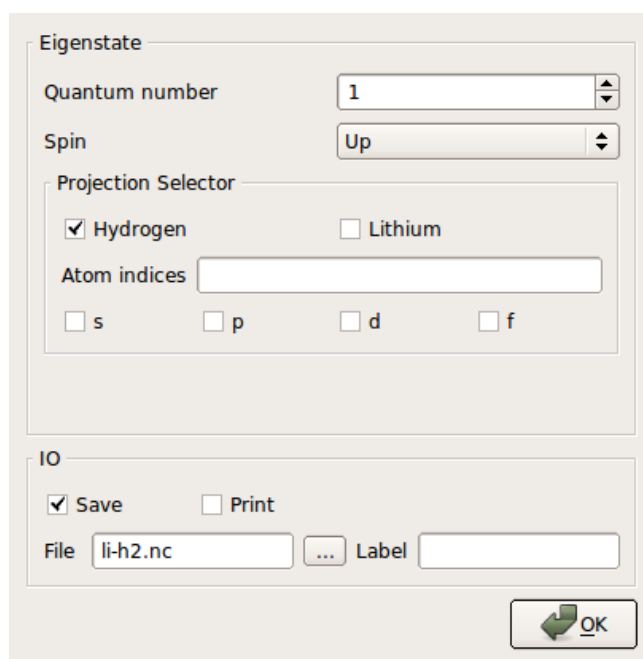 Eigenstate
Quantum number 1
Spin Up
Projection Selector
Hydrogen Lithium
Atom indices
s p d f
IO
Save Print
File li-h2.nc ... Label
OK